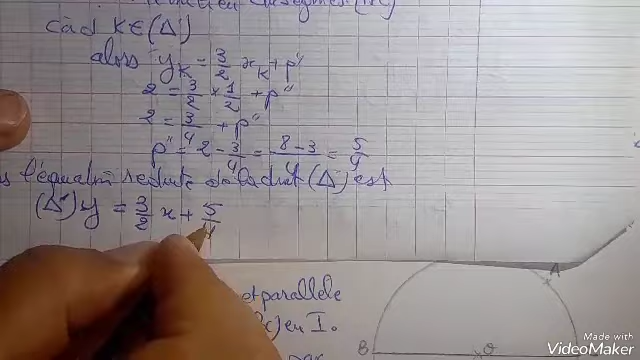 càd K∈(Δ')
alors y_K = 3/2 x_K + p''
2 = 3/2 × 1/2 + p''
2 = 3/4 + p''
p'' = 2 - 3/4 = 8-3/4 = 5/4
l'équation réduite de la droite (Δ') est
(Δ') y = 3/2 x + 5/4
et parallèle
en I.
A
B
O
Made with
VideoMaker